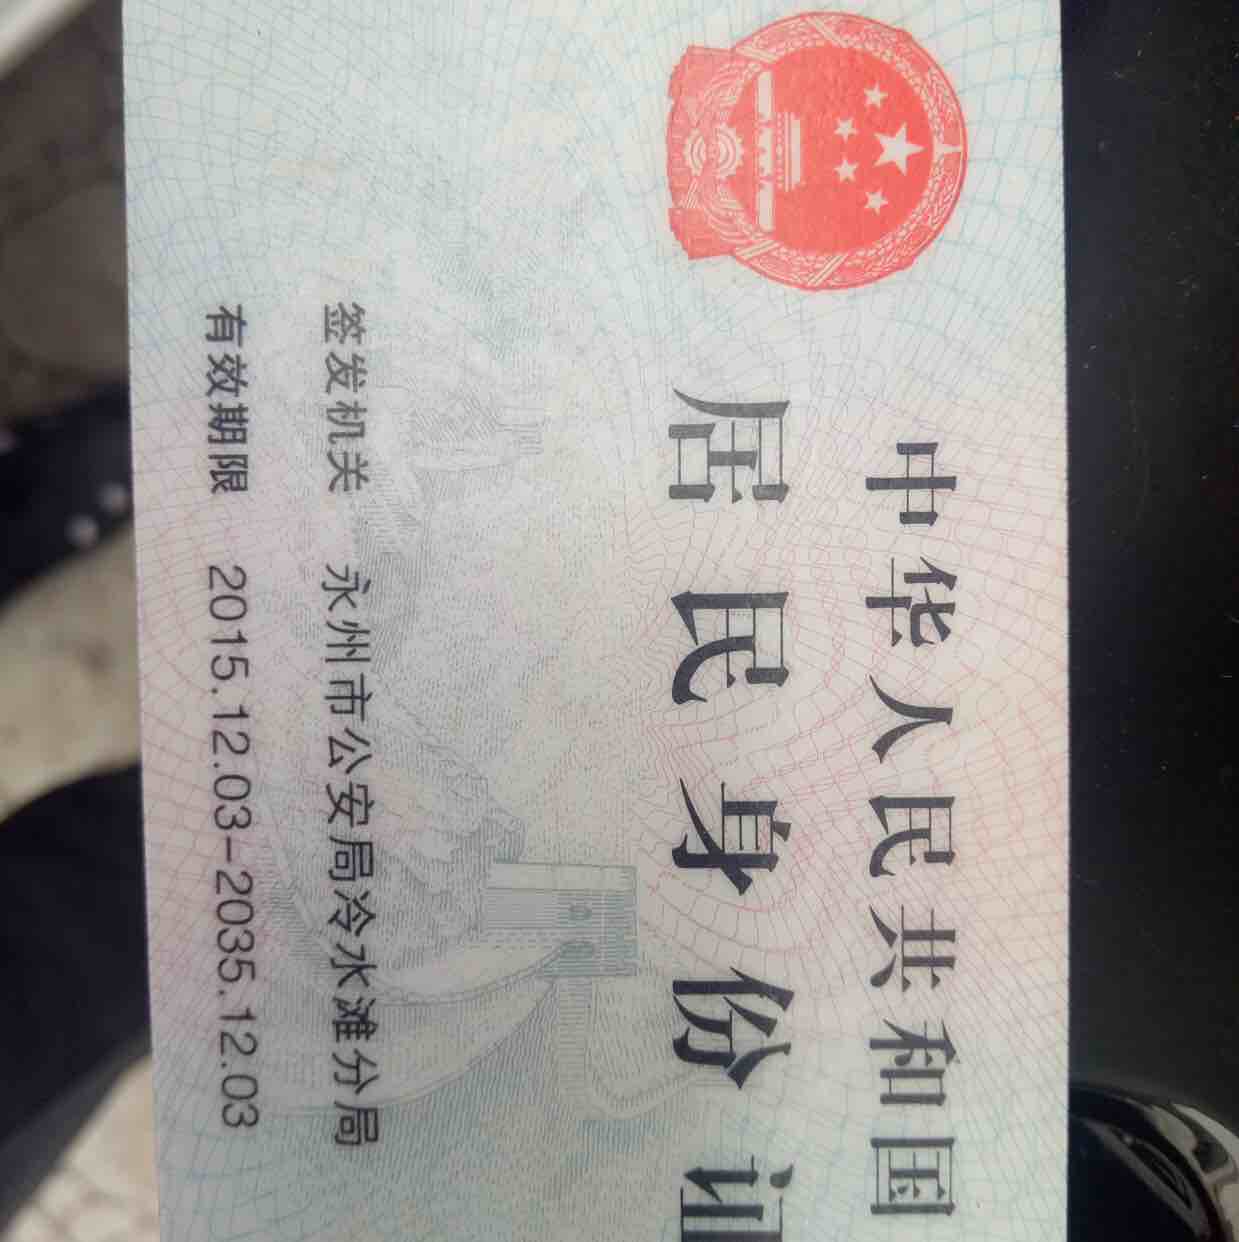 中华人民共和国
居民身份证
签发机关 永州市公安局冷水滩分局
有效期限 2015.12.03-2035.12.03